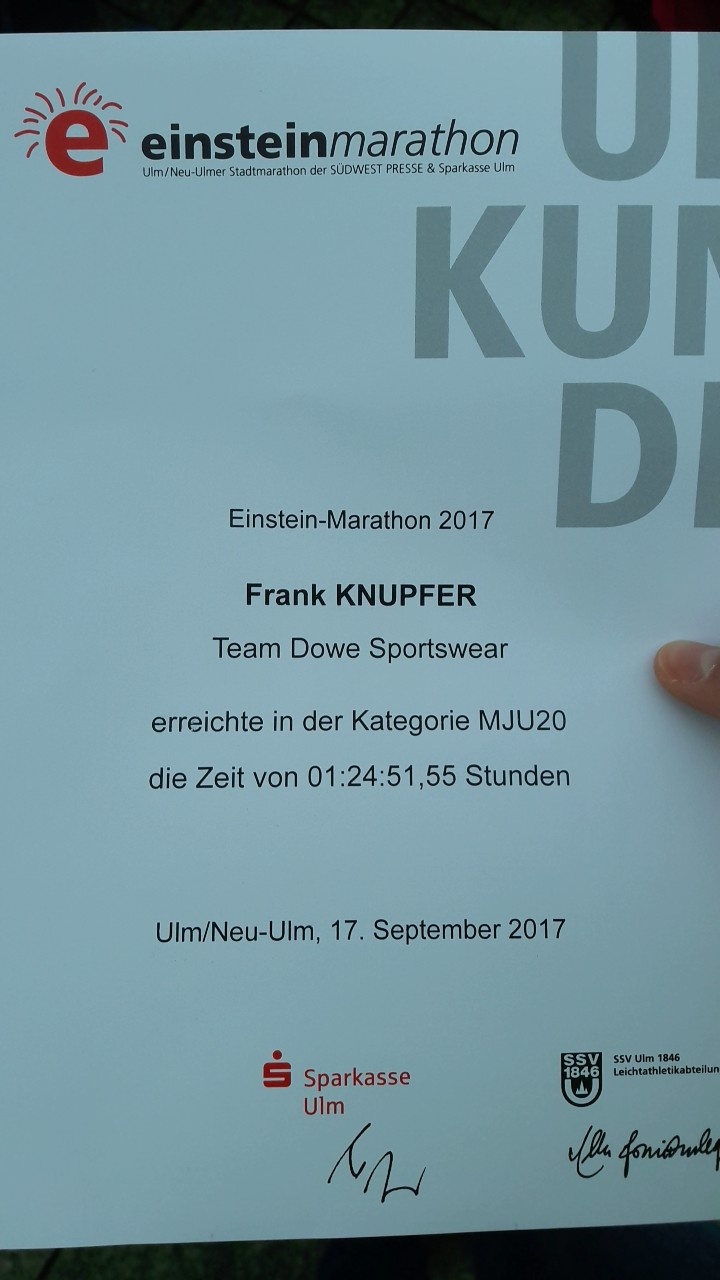 e einsteinmarathon
Ulm/Neu-Ulmer Stadtmarathon der SÜDWEST PRESSE & Sparkasse Ulm
U
KUN
DE
Einstein-Marathon 2017
Frank KNUPFER
Team Dowe Sportswear
erreichte in der Kategorie MJU20
die Zeit von 01:24:51,55 Stunden
Ulm/Neu-Ulm, 17. September 2017
Sparkasse
Ulm
SSV
1846
SSV Ulm 1846
Leichtathletikabteilun